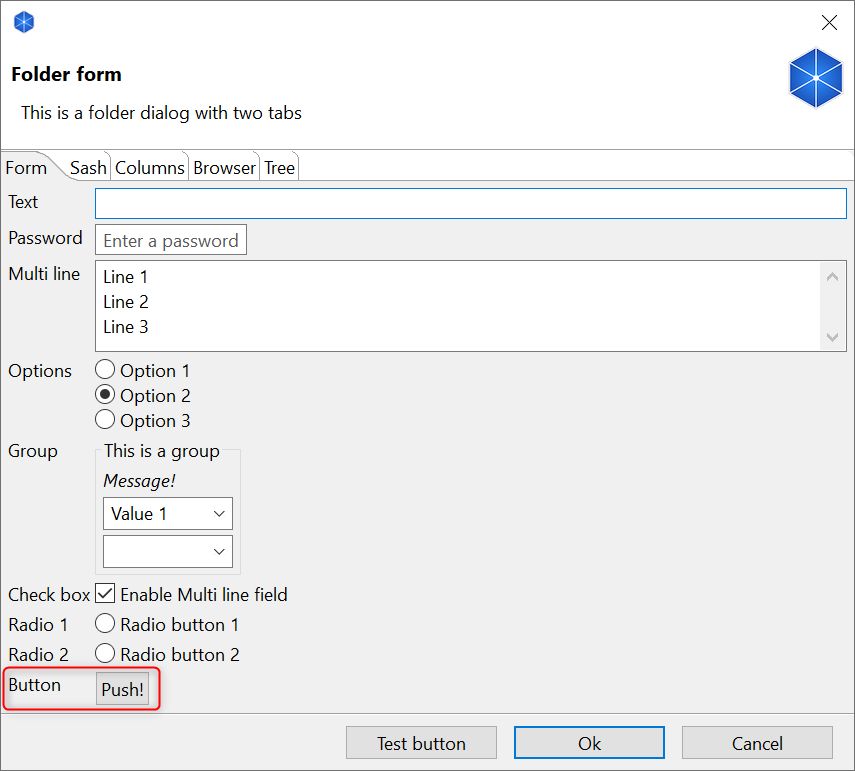 Folder form
This is a folder dialog with two tabs
Form Sash Columns Browser Tree
Text
Password Enter a password
Multi line Line 1
Line 2
Line 3
Options Option 1
Option 2
Option 3
Group This is a group
Message!
Value 1
Check box Enable Multi line field
Radio 1 Radio button 1
Radio 2 Radio button 2
Button Push!
Test button Ok Cancel